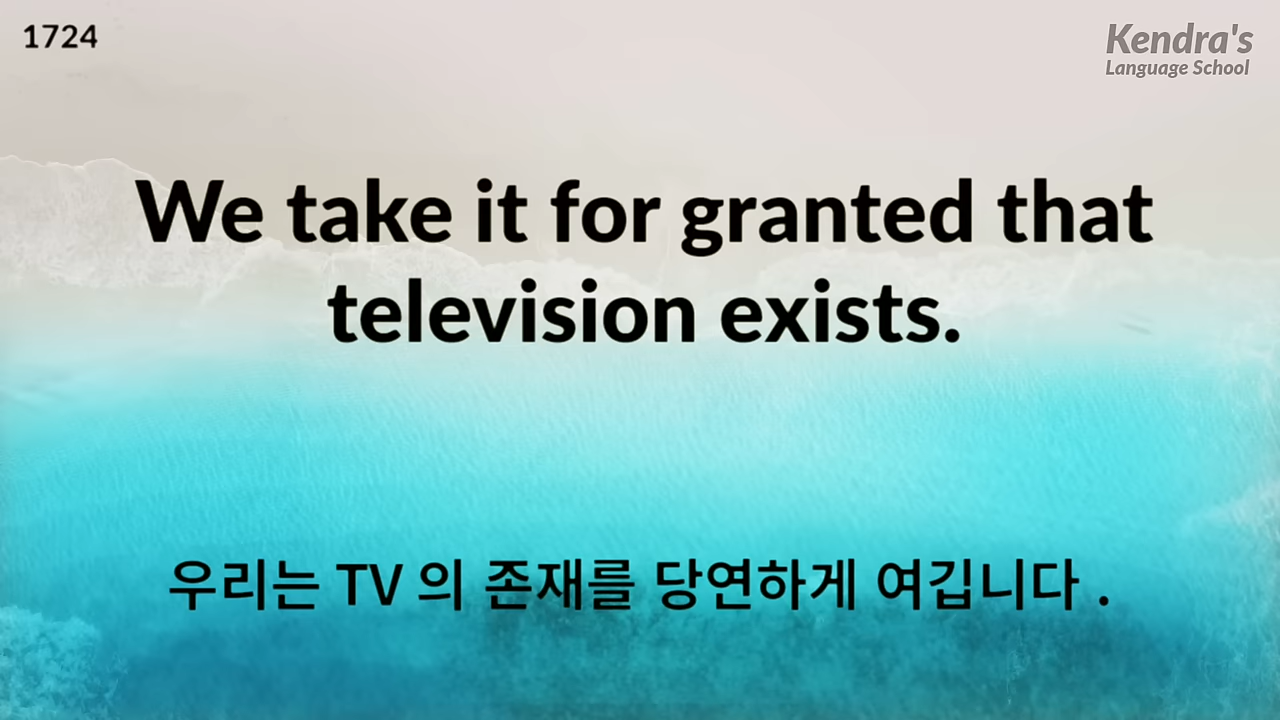 1724
Kendra's
Language School
We take it for granted that
television exists.
우리는 TV 의 존재를 당연하게 여깁니다 .